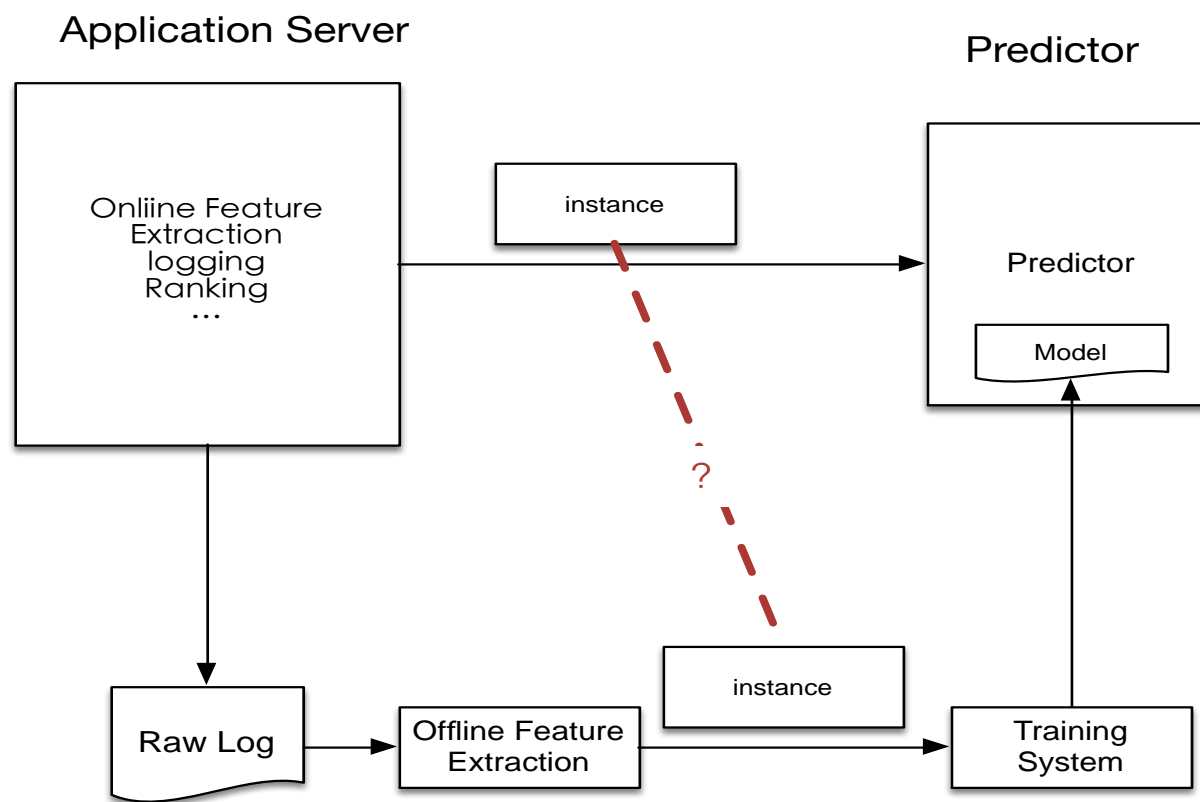 Application Server
Predictor
Onliine Feature
Extraction
logging
Ranking
...
instance
Predictor
Model
?
instance
Raw Log
Offline Feature
Extraction
Training
System